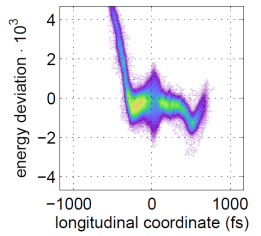 energy deviation · 10³
4
2
0
−2
−4
−1000 0 1000
longitudinal coordinate (fs)